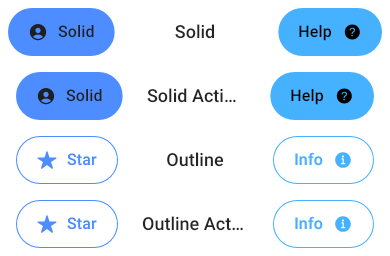 Solid Solid Help
Solid Solid Acti... Help
Star Outline Info
Star Outline Act... Info